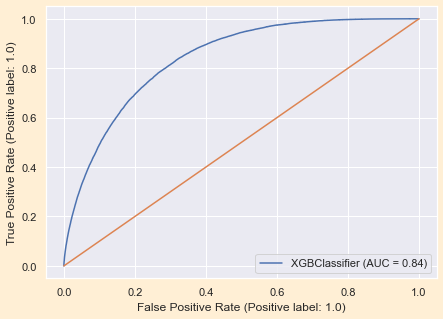 1.0
0.8
0.6
0.4
0.2
0.0
True Positive Rate (Positive label: 1.0)
XGBClassifier (AUC = 0.84)
0.0 0.2 0.4 0.6 0.8 1.0
False Positive Rate (Positive label: 1.0)